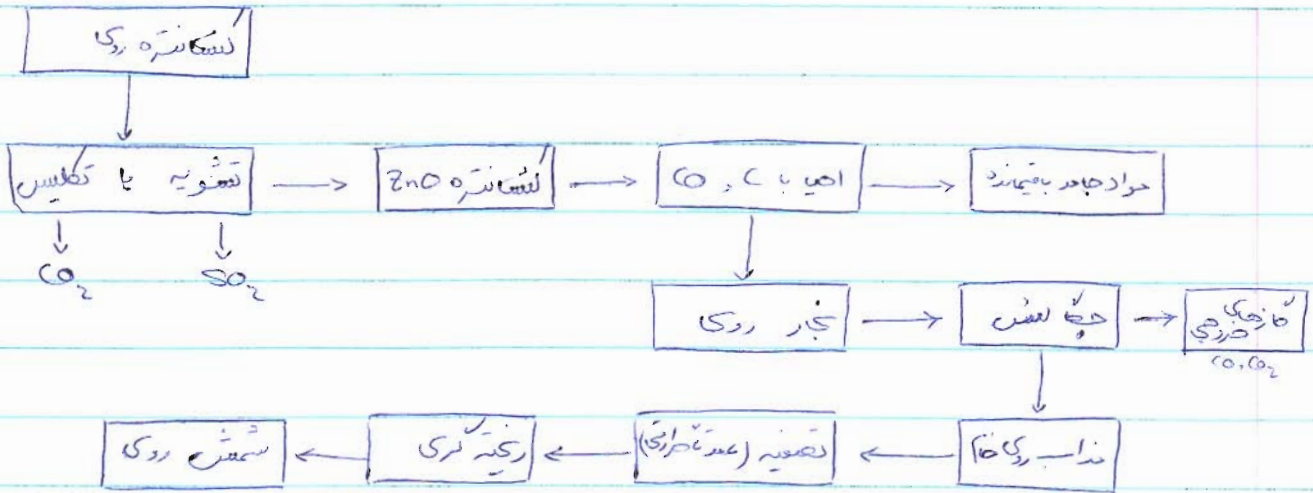 کنسانتره روی
تشویه یا تکلیس
کنسانتره ZnO
احیا با C و CO
مواد جامد باقیمانده
CO₂
SO₂
بخار روی
چگالش
گازهای خروجی
CO, CO₂
مذاب روی خام
تصفیه (عمدتا حرارتی)
ریخته گری
شمش روی